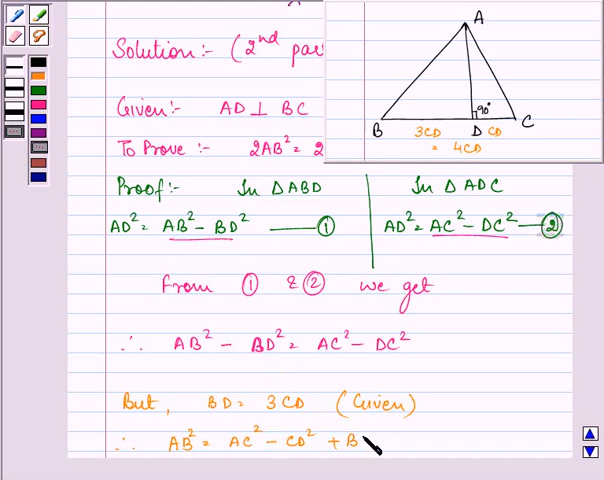 Solution:- (2nd par
Given:- AD ⊥ BC
To Prove:- 2AB² = 2
A
90°
B 3CD D CD C
= 4CD
Proof:- In △ABD
AD² = AB² - BD² —— ①
In △ADC
AD² = AC² - DC² — ②
From ① & ② we get
∴ AB² - BD² = AC² - DC²
But, BD = 3CD (Given)
∴ AB² = AC² - CD² + B